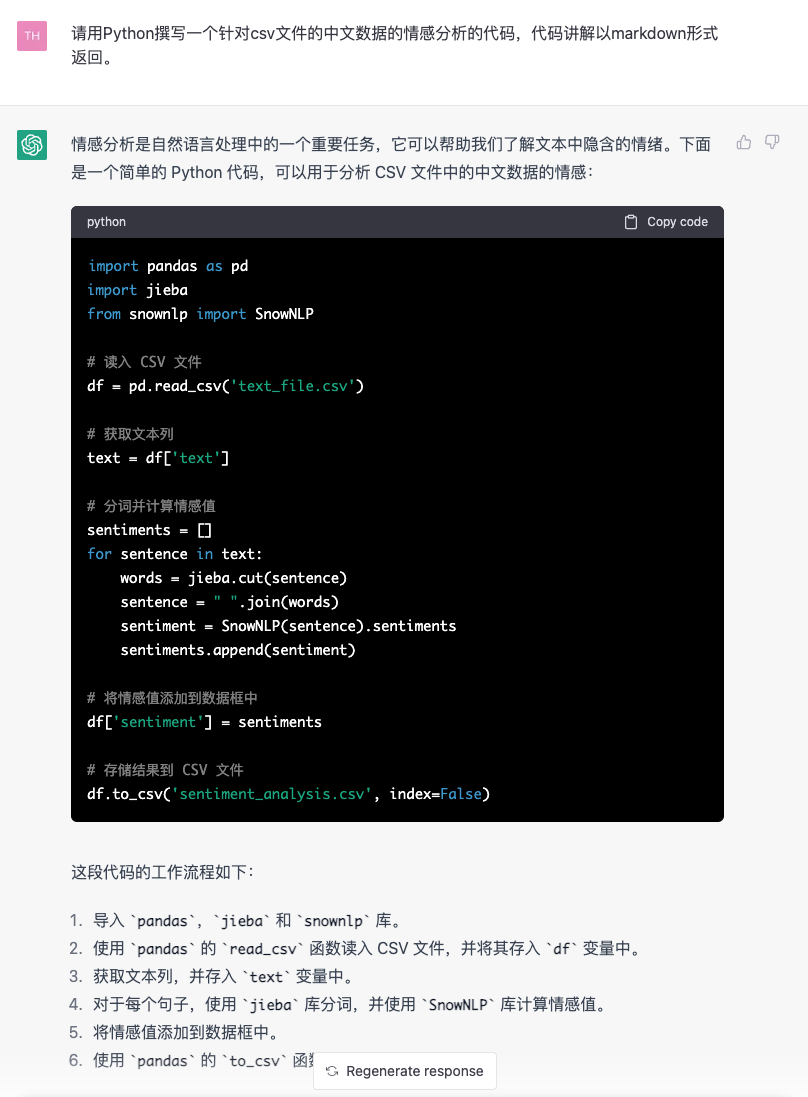 TH
请用Python撰写一个针对csv文件的中文数据的情感分析的代码，代码讲解以markdown形式
返回。
情感分析是自然语言处理中的一个重要任务，它可以帮助我们了解文本中隐含的情绪。下面
是一个简单的 Python 代码，可以用于分析 CSV 文件中的中文数据的情感：
python
Copy code
import pandas as pd
import jieba
from snownlp import SnowNLP
# 读入 CSV 文件
df = pd.read_csv('text_file.csv')
# 获取文本列
text = df['text']
# 分词并计算情感值
sentiments = []
for sentence in text:
    words = jieba.cut(sentence)
    sentence = " ".join(words)
    sentiment = SnowNLP(sentence).sentiments
    sentiments.append(sentiment)
# 将情感值添加到数据框中
df['sentiment'] = sentiments
# 存储结果到 CSV 文件
df.to_csv('sentiment_analysis.csv', index=False)
这段代码的工作流程如下：
1. 导入 `pandas`，`jieba` 和 `snownlp` 库。
2. 使用 `pandas` 的 `read_csv` 函数读入 CSV 文件，并将其存入 `df` 变量中。
3. 获取文本列，并存入 `text` 变量中。
4. 对于每个句子，使用 `jieba` 库分词，并使用 `SnowNLP` 库计算情感值。
5. 将情感值添加到数据框中。
6. 使用 `pandas` 的 `to_csv` 函
Regenerate response